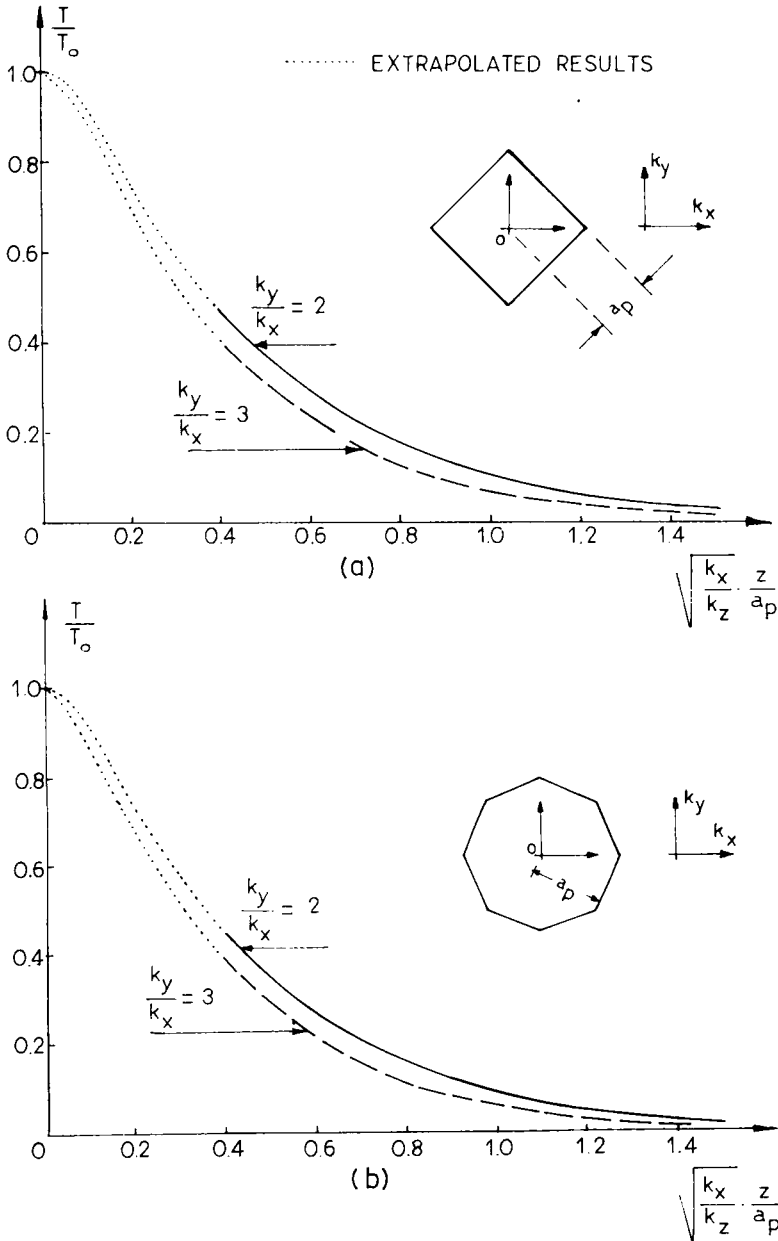 T
T₀
........ EXTRAPOLATED RESULTS
1.0
0.8
0.6
0.4
0.2
0
k_y
k_x
o
a_p
k_y
k_x = 2
k_y
k_x = 3
0.2 0.4 0.6 0.8 1.0 1.2 1.4
(a)
√ k_x
k_z · z
a_p
T
T₀
1.0
0.8
0.6
0.4
0.2
0
k_y
k_x
o
a_p
k_y
k_x = 2
k_y
k_x = 3
0.2 0.4 0.6 0.8 1.0 1.2 1.4
(b)
√ k_x
k_z · z
a_p